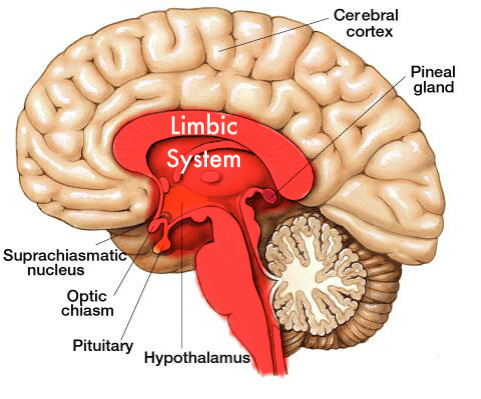 Cerebral
cortex
Pineal
gland
Limbic
System
Suprachiasmatic
nucleus
Optic
chiasm
Pituitary
Hypothalamus